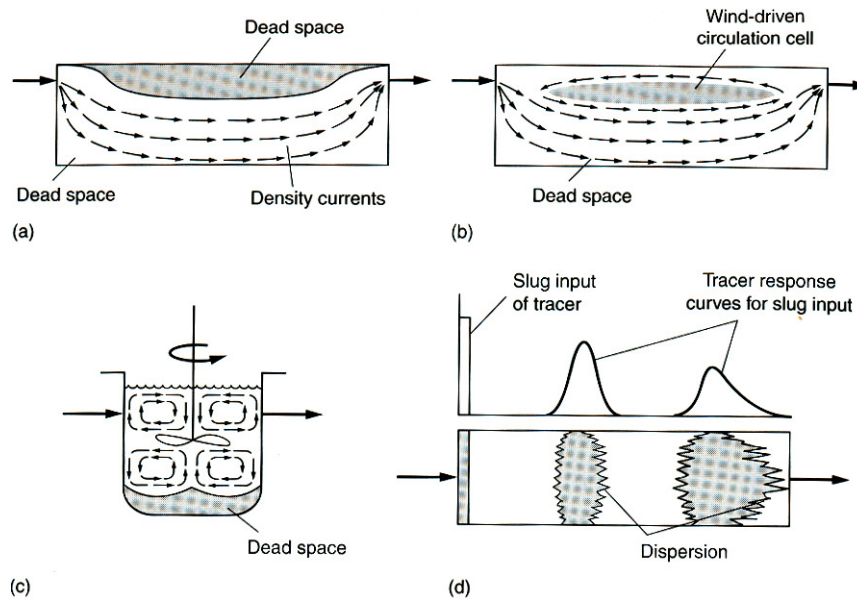 Dead space
Dead space
Density currents
(a)
Wind-driven
circulation cell
Dead space
(b)
Dead space
(c)
Slug input
of tracer
Tracer response
curves for slug input
Dispersion
(d)